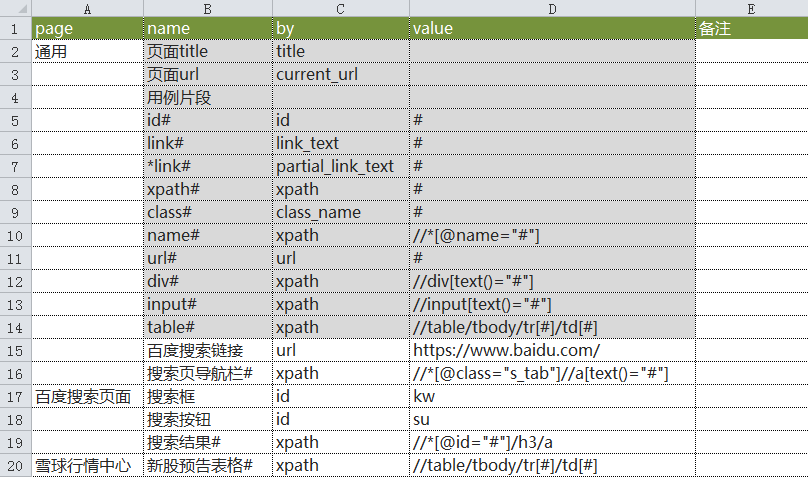 A B C D E
1 page name by value 备注
2 通用 页面title title
3 页面url current_url
4 用例片段
5 id# id #
6 link# link_text #
7 *link# partial_link_text #
8 xpath# xpath #
9 class# class_name #
10 name# xpath //*[@name="#"]
11 url# url #
12 div# xpath //div[text()="#"]
13 input# xpath //input[text()="#"]
14 table# xpath //table/tbody/tr[#]/td[#]
15 百度搜索链接 url https://www.baidu.com/
16 搜索页导航栏# xpath //*[@class="s_tab"]//a[text()="#"]
17 百度搜索页面 搜索框 id kw
18 搜索按钮 id su
19 搜索结果# xpath //*[@id="#"]/h3/a
20 雪球行情中心 新股预告表格# xpath //table/tbody/tr[#]/td[#]